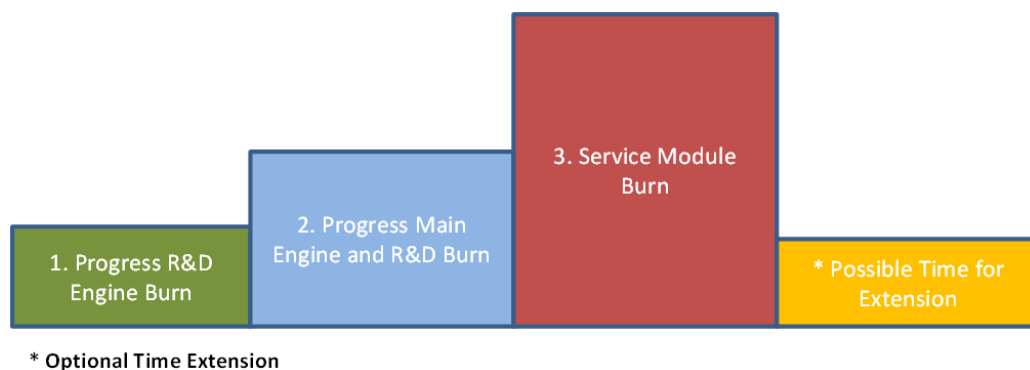 1. Progress R&D
Engine Burn
2. Progress Main
Engine and R&D Burn
3. Service Module
Burn
* Possible Time for
Extension
* Optional Time Extension